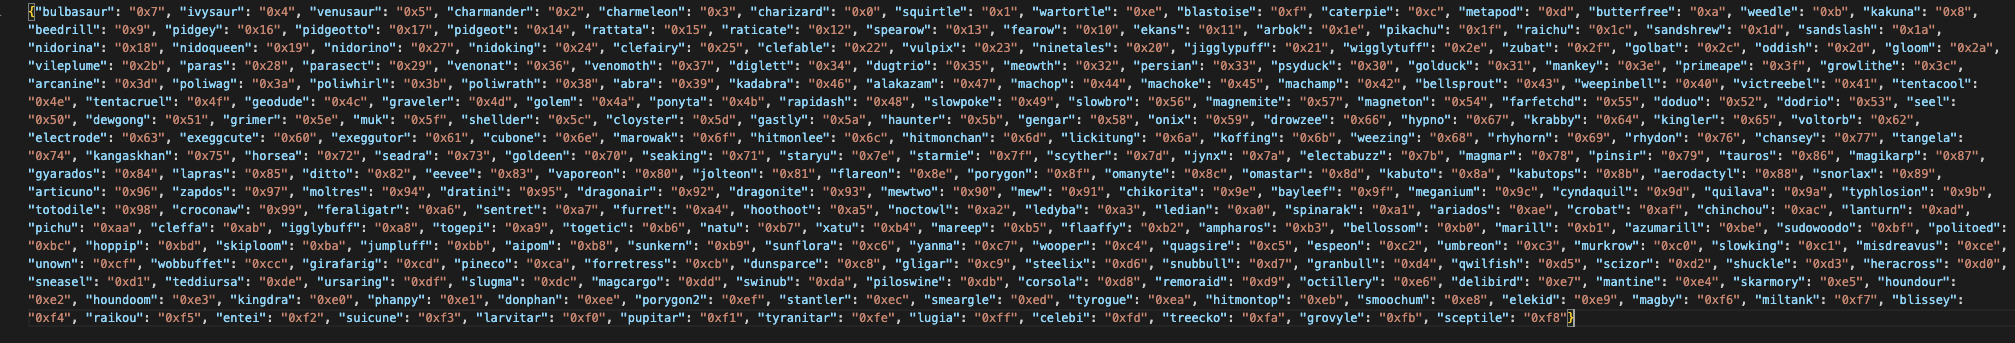 {"bulbasaur": "0x7", "ivysaur": "0x4", "venusaur": "0x5", "charmander": "0x2", "charmeleon": "0x3", "charizard": "0x0", "squirtle": "0x1", "wartortle": "0xe", "blastoise": "0xf", "caterpie": "0xc", "metapod": "0xd", "butterfree": "0xa", "weedle": "0xb", "kakuna": "0x8",
"beedrill": "0x9", "pidgey": "0x16", "pidgeotto": "0x17", "pidgeot": "0x14", "rattata": "0x15", "raticate": "0x12", "spearow": "0x13", "fearow": "0x10", "ekans": "0x11", "arbok": "0x1e", "pikachu": "0x1f", "raichu": "0x1c", "sandshrew": "0x1d", "sandslash": "0x1a",
"nidorina": "0x18", "nidoqueen": "0x19", "nidorino": "0x27", "nidoking": "0x24", "clefairy": "0x25", "clefable": "0x22", "vulpix": "0x23", "ninetales": "0x20", "jigglypuff": "0x21", "wigglytuff": "0x2e", "zubat": "0x2f", "golbat": "0x2c", "oddish": "0x2d", "gloom": "0x2a",
"vileplume": "0x2b", "paras": "0x28", "parasect": "0x29", "venonat": "0x36", "venomoth": "0x37", "diglett": "0x34", "dugtrio": "0x35", "meowth": "0x32", "persian": "0x33", "psyduck": "0x30", "golduck": "0x31", "mankey": "0x3e", "primeape": "0x3f", "growlithe": "0x3c",
"arcanine": "0x3d", "poliwag": "0x3a", "poliwhirl": "0x3b", "poliwrath": "0x38", "abra": "0x39", "kadabra": "0x46", "alakazam": "0x47", "machop": "0x44", "machoke": "0x45", "machamp": "0x42", "bellsprout": "0x43", "weepinbell": "0x40", "victreebel": "0x41", "tentacool":
"0x4e", "tentacruel": "0x4f", "geodude": "0x4c", "graveler": "0x4d", "golem": "0x4a", "ponyta": "0x4b", "rapidash": "0x48", "slowpoke": "0x49", "slowbro": "0x56", "magnemite": "0x57", "magneton": "0x54", "farfetchd": "0x55", "doduo": "0x52", "dodrio": "0x53", "seel":
"0x50", "dewgong": "0x51", "grimer": "0x5e", "muk": "0x5f", "shellder": "0x5c", "cloyster": "0x5d", "gastly": "0x5a", "haunter": "0x5b", "gengar": "0x58", "onix": "0x59", "drowzee": "0x66", "hypno": "0x67", "krabby": "0x64", "kingler": "0x65", "voltorb": "0x62",
"electrode": "0x63", "exeggcute": "0x60", "exeggutor": "0x61", "cubone": "0x6e", "marowak": "0x6f", "hitmonlee": "0x6c", "hitmonchan": "0x6d", "lickitung": "0x6a", "koffing": "0x6b", "weezing": "0x68", "rhyhorn": "0x69", "rhydon": "0x76", "chansey": "0x77", "tangela":
"0x74", "kangaskhan": "0x75", "horsea": "0x72", "seadra": "0x73", "goldeen": "0x70", "seaking": "0x71", "staryu": "0x7e", "starmie": "0x7f", "scyther": "0x7d", "jynx": "0x7a", "electabuzz": "0x7b", "magmar": "0x78", "pinsir": "0x79", "tauros": "0x86", "magikarp": "0x87",
"gyarados": "0x84", "lapras": "0x85", "ditto": "0x82", "eevee": "0x83", "vaporeon": "0x80", "jolteon": "0x81", "flareon": "0x8e", "porygon": "0x8f", "omanyte": "0x8c", "omastar": "0x8d", "kabuto": "0x8a", "kabutops": "0x8b", "aerodactyl": "0x88", "snorlax": "0x89",
"articuno": "0x96", "zapdos": "0x97", "moltres": "0x94", "dratini": "0x95", "dragonair": "0x92", "dragonite": "0x93", "mewtwo": "0x90", "mew": "0x91", "chikorita": "0x9e", "bayleef": "0x9f", "meganium": "0x9c", "cyndaquil": "0x9d", "quilava": "0x9a", "typhlosion": "0x9b",
"totodile": "0x98", "croconaw": "0x99", "feraligatr": "0xa6", "sentret": "0xa7", "furret": "0xa4", "hoothoot": "0xa5", "noctowl": "0xa2", "ledyba": "0xa3", "ledian": "0xa0", "spinarak": "0xa1", "ariados": "0xae", "crobat": "0xaf", "chinchou": "0xac", "lanturn": "0xad",
"pichu": "0xaa", "cleffa": "0xab", "igglybuff": "0xa8", "togepi": "0xa9", "togetic": "0xb6", "natu": "0xb7", "xatu": "0xb4", "mareep": "0xb5", "flaaffy": "0xb2", "ampharos": "0xb3", "bellossom": "0xb0", "marill": "0xb1", "azumarill": "0xbe", "sudowoodo": "0xbf", "politoed":
"0xbc", "hoppip": "0xbd", "skiploom": "0xba", "jumpluff": "0xbb", "aipom": "0xb8", "sunkern": "0xb9", "sunflora": "0xc6", "yanma": "0xc7", "wooper": "0xc4", "quagsire": "0xc5", "espeon": "0xc2", "umbreon": "0xc3", "murkrow": "0xc0", "slowking": "0xc1", "misdreavus": "0xce",
"unown": "0xcf", "wobbuffet": "0xcc", "girafarig": "0xcd", "pineco": "0xca", "forretress": "0xcb", "dunsparce": "0xc8", "gligar": "0xc9", "steelix": "0xd6", "snubbull": "0xd7", "granbull": "0xd4", "qwilfish": "0xd5", "scizor": "0xd2", "shuckle": "0xd3", "heracross": "0xd0",
"sneasel": "0xd1", "teddiursa": "0xde", "ursaring": "0xdf", "slugma": "0xdc", "magcargo": "0xdd", "swinub": "0xda", "piloswine": "0xdb", "corsola": "0xd8", "remoraid": "0xd9", "octillery": "0xe6", "delibird": "0xe7", "mantine": "0xe4", "skarmory": "0xe5", "houndour":
"0xe2", "houndoom": "0xe3", "kingdra": "0xe0", "phanpy": "0xe1", "donphan": "0xee", "porygon2": "0xef", "stantler": "0xec", "smeargle": "0xed", "tyrogue": "0xea", "hitmontop": "0xeb", "smoochum": "0xe8", "elekid": "0xe9", "magby": "0xf6", "miltank": "0xf7", "blissey":
"0xf4", "raikou": "0xf5", "entei": "0xf2", "suicune": "0xf3", "larvitar": "0xf0", "pupitar": "0xf1", "tyranitar": "0xfe", "lugia": "0xff", "celebi": "0xfd", "treecko": "0xfa", "grovyle": "0xfb", "sceptile": "0xf8"}